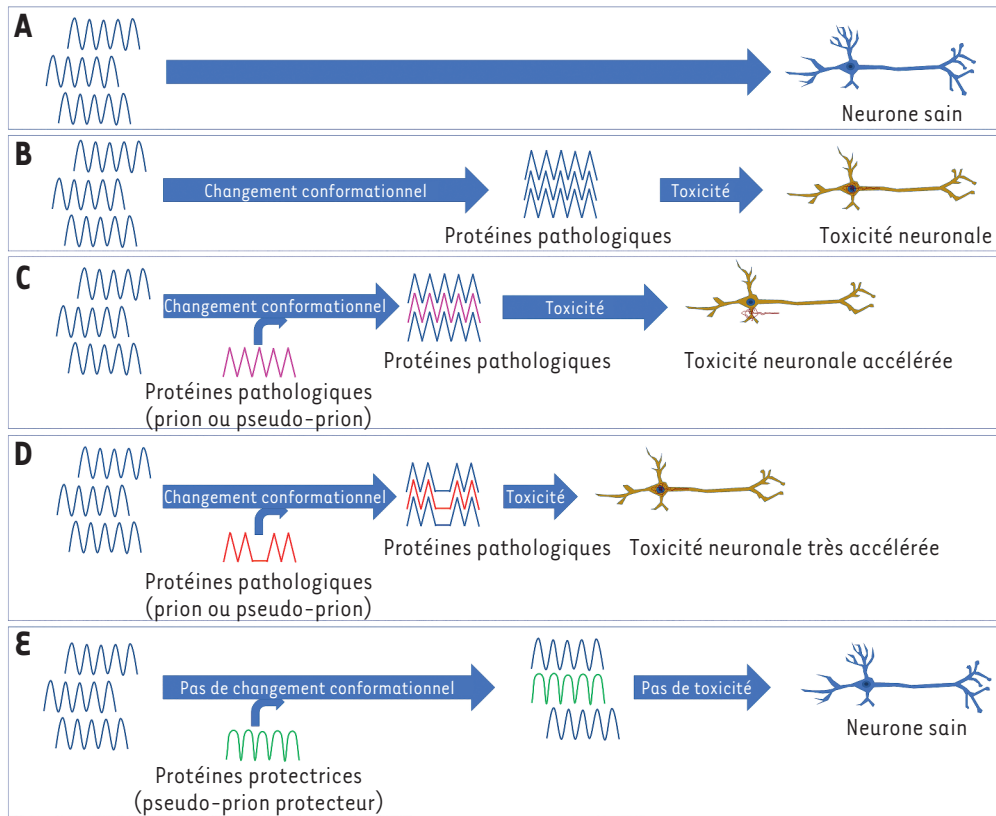 A
Neurone sain
B
Changement conformationnel
Toxicité
Protéines pathologiques
Toxicité neuronale
C
Changement conformationnel
Toxicité
Protéines pathologiques
Toxicité neuronale accélérée
Protéines pathologiques
(prion ou pseudo-prion)
D
Changement conformationnel
Toxicité
Protéines pathologiques
Toxicité neuronale très accélérée
Protéines pathologiques
(prion ou pseudo-prion)
E
Pas de changement conformationnel
Pas de toxicité
Neurone sain
Protéines protectrices
(pseudo-prion protecteur)